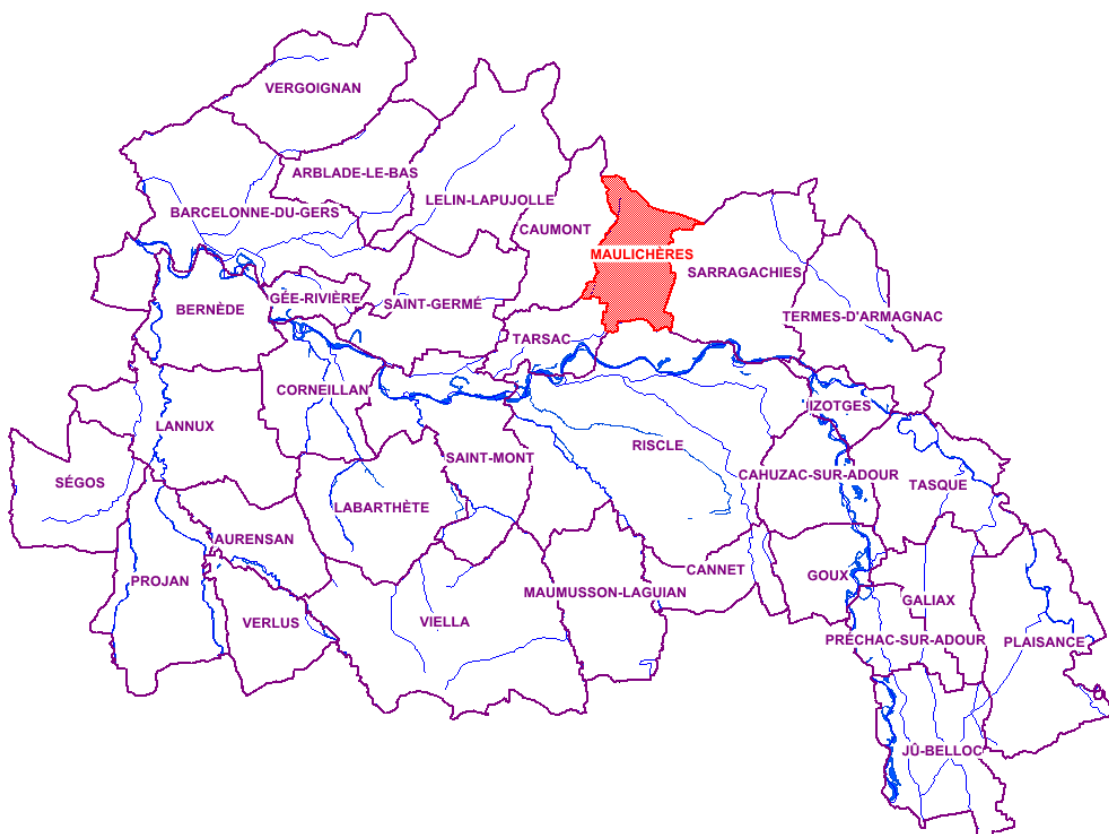 VERGOIGNAN
ARBLADE-LE-BAS
LELIN-LAPUJOLLE
BARCELONNE-DU-GERS
CAUMONT
MAULICHÈRES
SARRAGACHIES
GÉE-RIVIÈRE
SAINT-GERMÉ
BERNÈDE
TERMES-D'ARMAGNAC
TARSAC
CORNEILLAN
IZOTGES
LANNUX
RISCLE
SAINT-MONT
CAHUZAC-SUR-ADOUR
SÉGOS
TASQUE
LABARTHÈTE
AURENSAN
CANNET
PROJAN
GOUX
MAUMUSSON-LAGUIAN
GALIAX
VERLUS
VIELLA
PRÉCHAC-SUR-ADOUR
PLAISANCE
JÛ-BELLOC